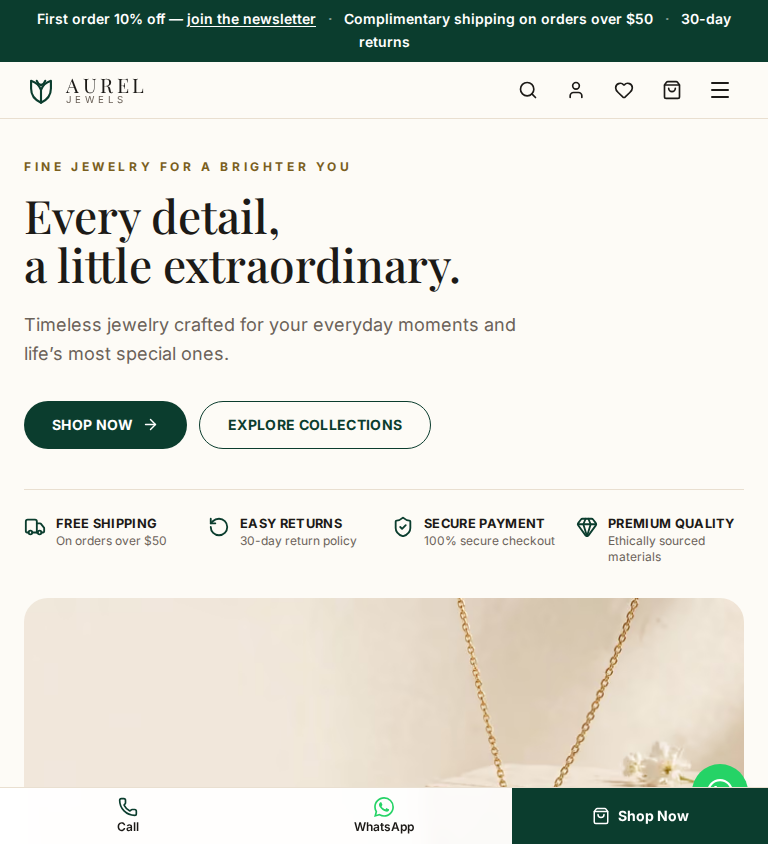 First order 10% off — join the newsletter · Complimentary shipping on orders over $50 · 30-day
returns
AUREL
JEWELS
FINE JEWELRY FOR A BRIGHTER YOU
Every detail,
a little extraordinary.
Timeless jewelry crafted for your everyday moments and
life’s most special ones.
SHOP NOW
EXPLORE COLLECTIONS
FREE SHIPPING
On orders over $50
EASY RETURNS
30-day return policy
SECURE PAYMENT
100% secure checkout
PREMIUM QUALITY
Ethically sourced
materials
Call
WhatsApp
Shop Now